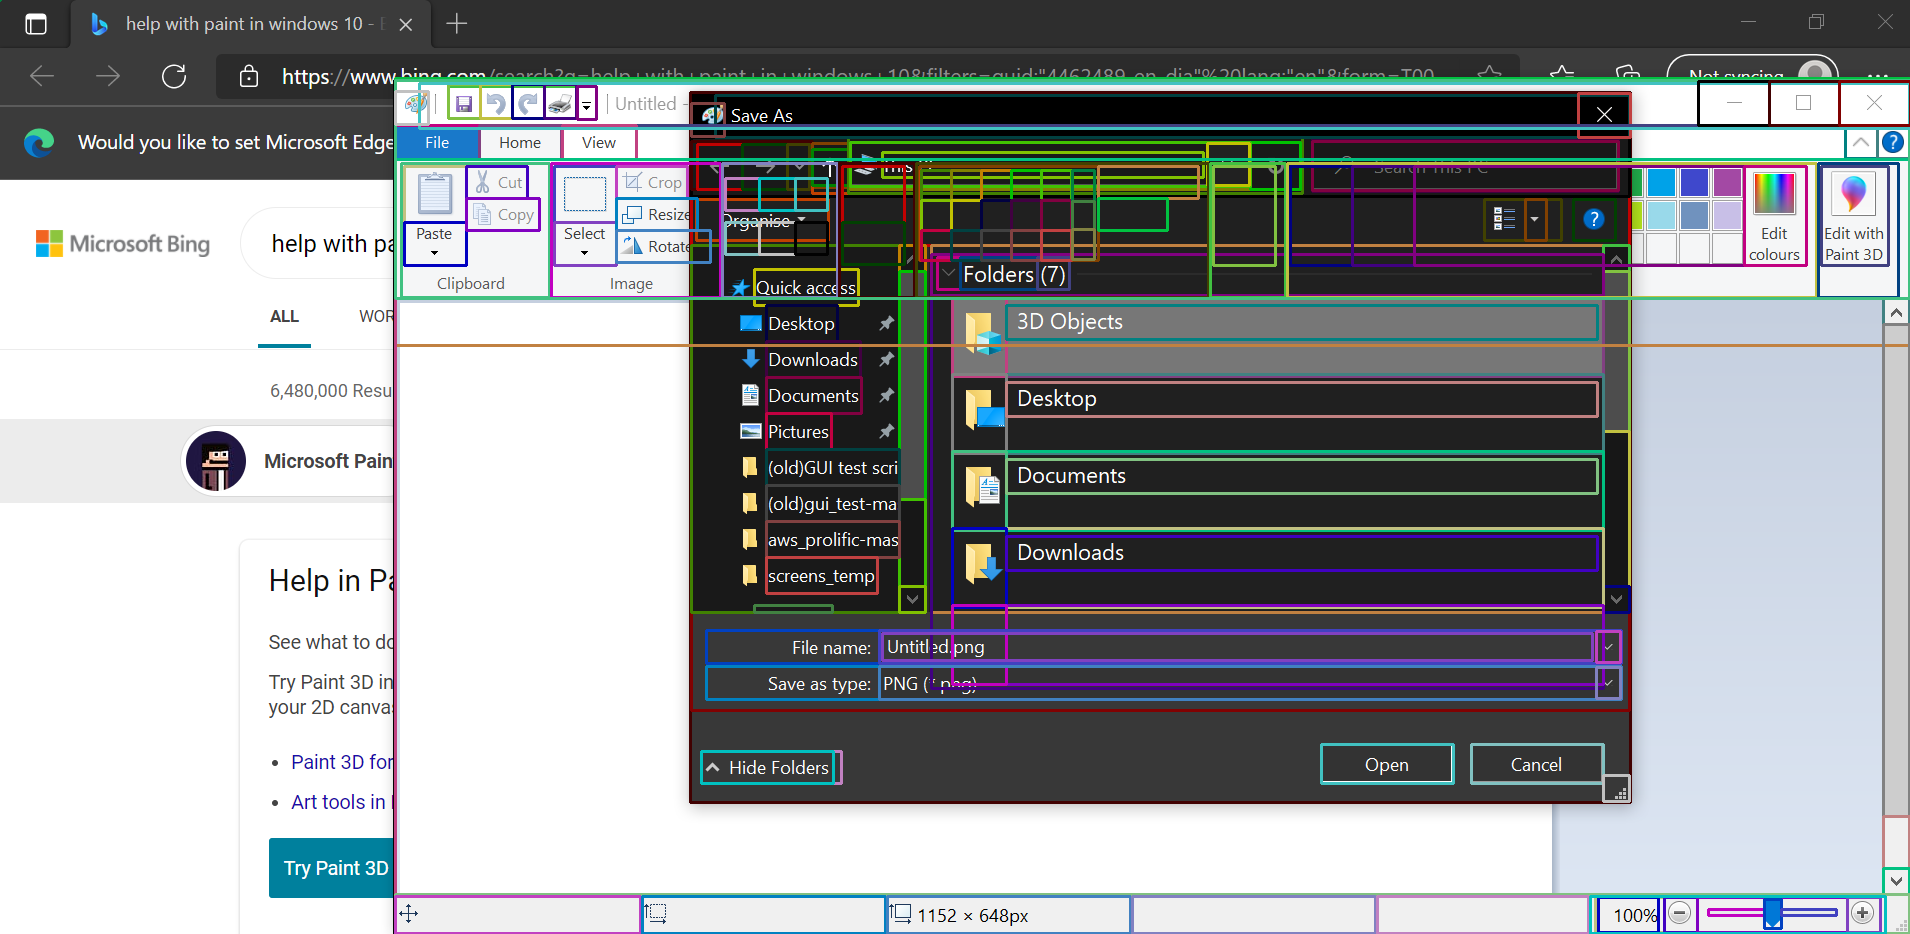 help with paint in windows 10 -
https://www.bing.com/search?q=help+with+paint+in+windows+10&filters=guid:"4462489-en-dia"%20lang:"en"&form=T00
Not syncing
Would you like to set Microsoft Edge
Untitled -
File
Home
View
Save As
Search This PC
Cut
Copy
Paste
Clipboard
Crop
Resize
Rotate
Select
Image
Organise
Edit
colours
Edit with
Paint 3D
Microsoft Bing
help with pa
ALL
WOR
6,480,000 Resu
Microsoft Pain
Help in Pa
See what to do
Try Paint 3D in
your 2D canvas
Paint 3D for
Art tools in
Try Paint 3D
Quick access
Desktop
Downloads
Documents
Pictures
(old)GUI test scri
(old)gui_test-ma
aws_prolific-mas
screens_temp
Folders (7)
3D Objects
Desktop
Documents
Downloads
File name:
Untitled.png
Save as type:
PNG (*.png)
Hide Folders
Open
Cancel
1152 × 648px
100%